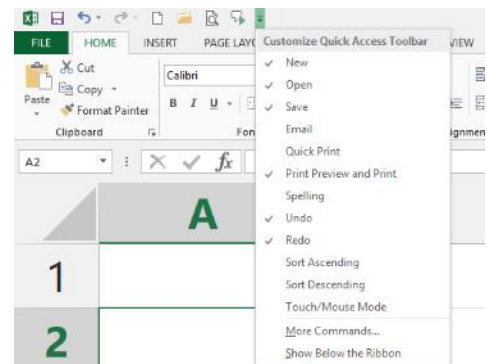 FILE HOME INSERT PAGE LAY Customize Quick Access Toolbar VIEW
Cut
Copy
Format Painter
Paste
Clipboard
Calibri
B I U
Fon
ignmen
A2 fx
A
1
2
New
Open
Save
Email
Quick Print
Print Preview and Print
Spelling
Undo
Redo
Sort Ascending
Sort Descending
Touch/Mouse Mode
More Commands...
Show Below the Ribbon